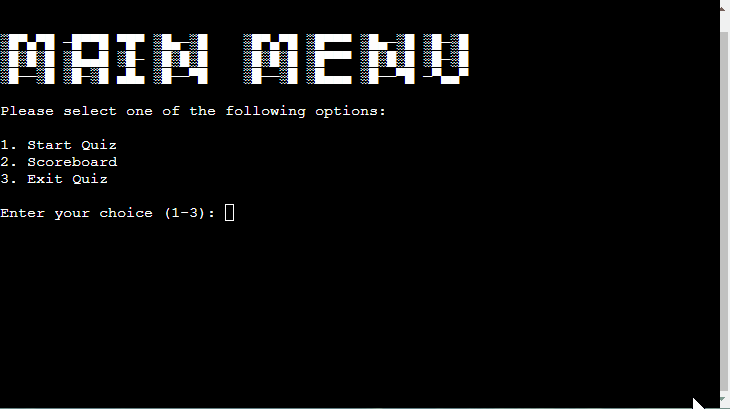 MAIN MENU
Please select one of the following options:
1. Start Quiz
2. Scoreboard
3. Exit Quiz
Enter your choice (1-3):